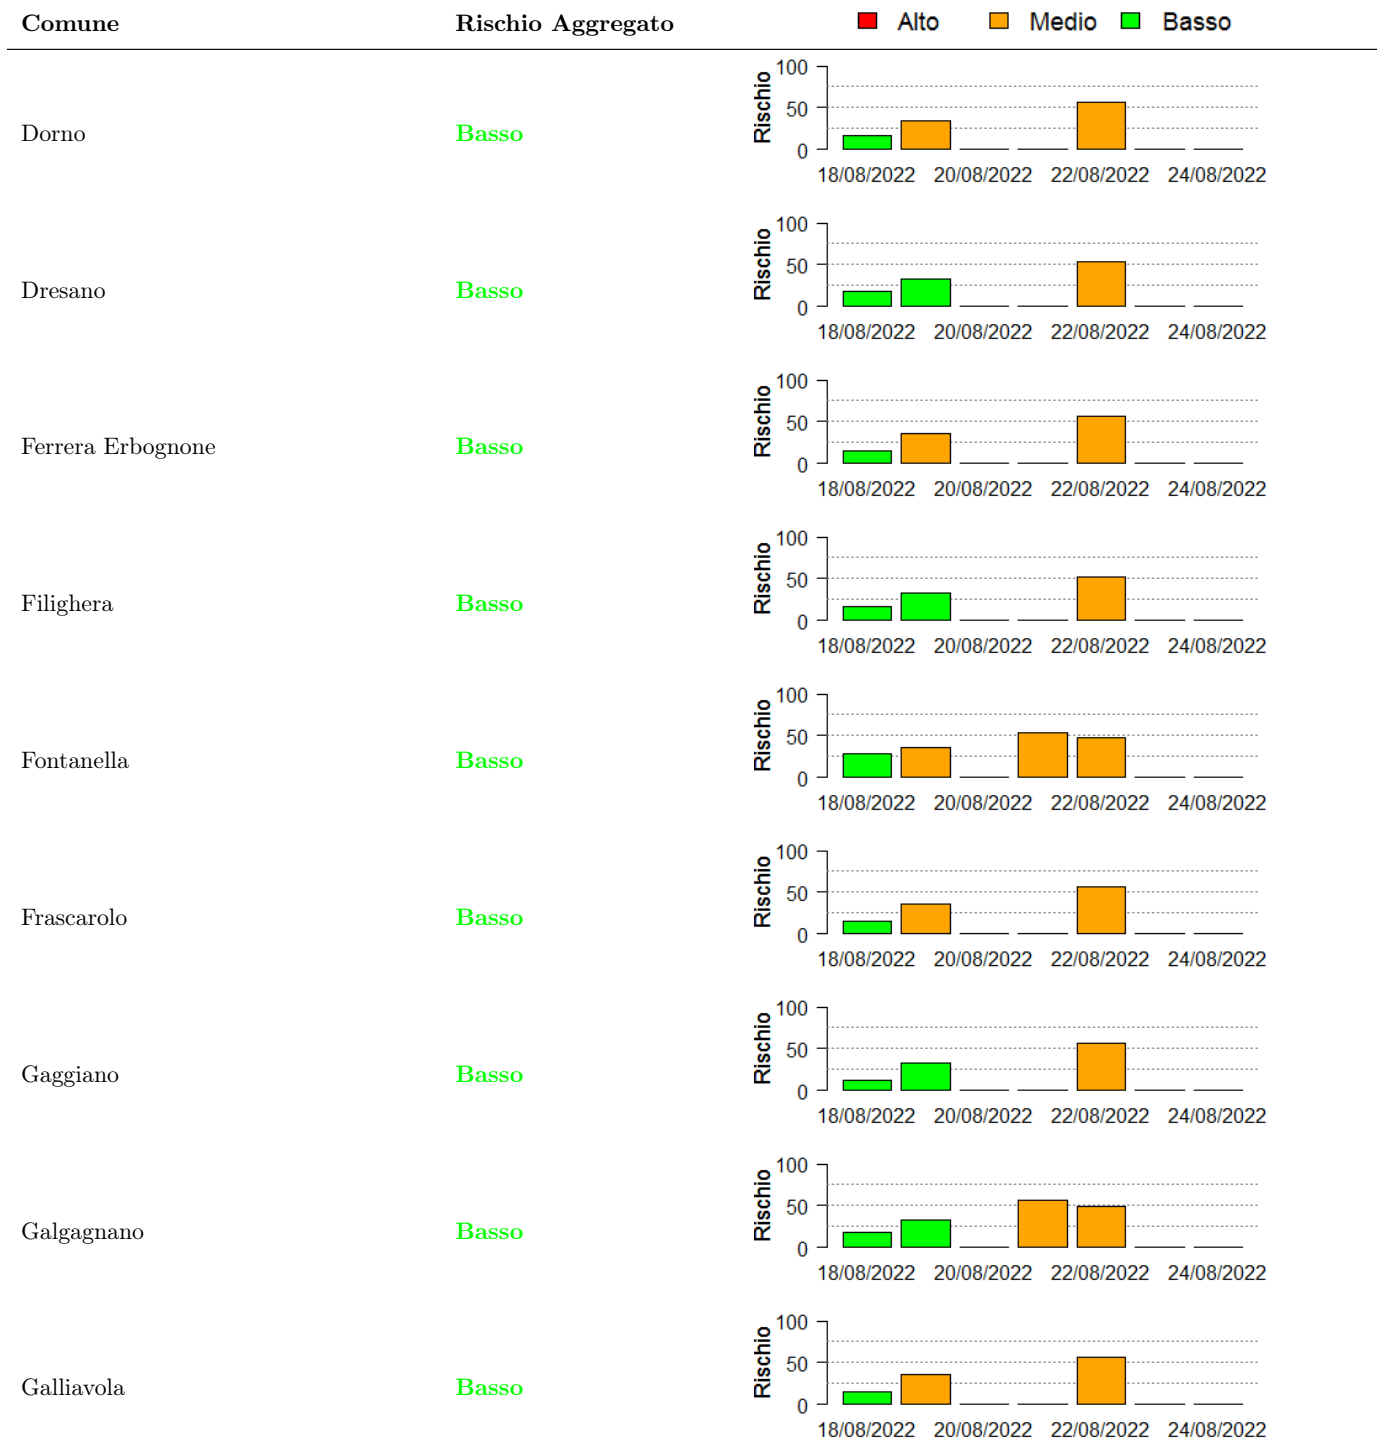 Comune Rischio Aggregato Alto Medio Basso
Dorno Basso
Rischio
100
50
0
18/08/2022 20/08/2022 22/08/2022 24/08/2022
Dresano Basso
Rischio
100
50
0
18/08/2022 20/08/2022 22/08/2022 24/08/2022
Ferrera Erbognone Basso
Rischio
100
50
0
18/08/2022 20/08/2022 22/08/2022 24/08/2022
Filighera Basso
Rischio
100
50
0
18/08/2022 20/08/2022 22/08/2022 24/08/2022
Fontanella Basso
Rischio
100
50
0
18/08/2022 20/08/2022 22/08/2022 24/08/2022
Frascarolo Basso
Rischio
100
50
0
18/08/2022 20/08/2022 22/08/2022 24/08/2022
Gaggiano Basso
Rischio
100
50
0
18/08/2022 20/08/2022 22/08/2022 24/08/2022
Galgagnano Basso
Rischio
100
50
0
18/08/2022 20/08/2022 22/08/2022 24/08/2022
Galliavola Basso
Rischio
100
50
0
18/08/2022 20/08/2022 22/08/2022 24/08/2022